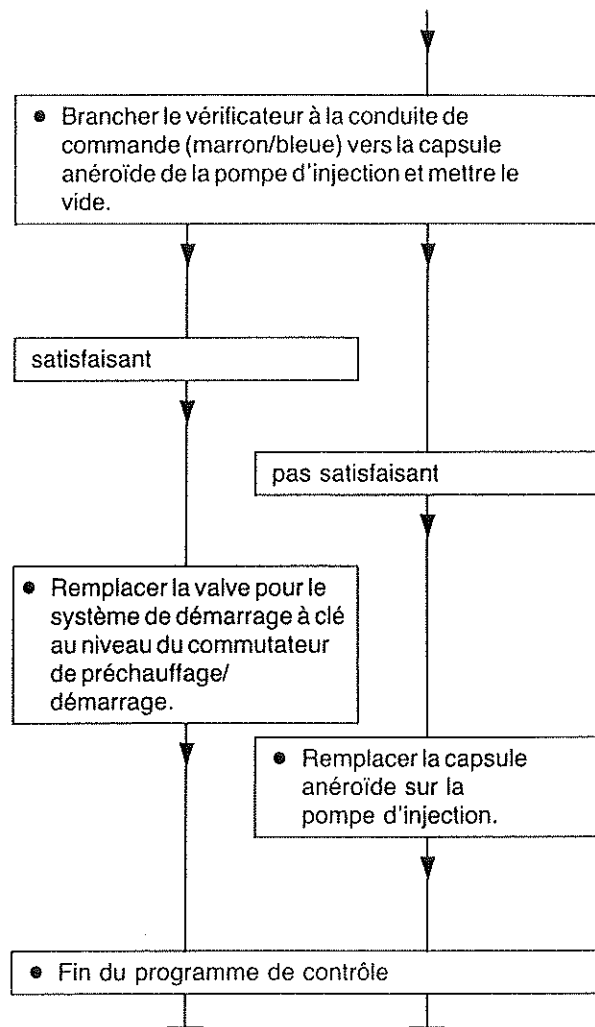 • Brancher le vérificateur à la conduite de
commande (marron/bleue) vers la capsule
anéroïde de la pompe d'injection et mettre le
vide.
satisfaisant
pas satisfaisant
• Remplacer la valve pour le
système de démarrage à clé
au niveau du commutateur
de préchauffage/
démarrage.
• Remplacer la capsule
anéroïde sur la
pompe d'injection.
• Fin du programme de contrôle